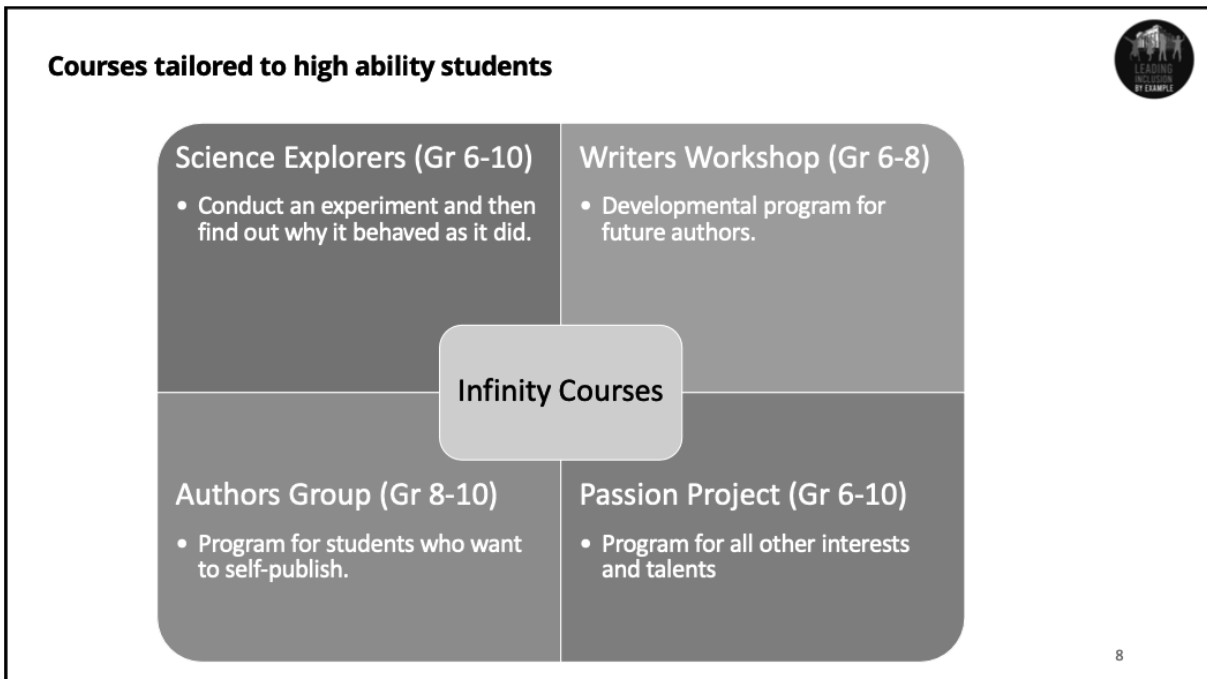 Courses tailored to high ability students
LEADING
INCLUSION
BY EXAMPLE
Science Explorers (Gr 6-10)
• Conduct an experiment and then
find out why it behaved as it did.
Writers Workshop (Gr 6-8)
• Developmental program for
future authors.
Infinity Courses
Authors Group (Gr 8-10)
• Program for students who want
to self-publish.
Passion Project (Gr 6-10)
• Program for all other interests
and talents
8